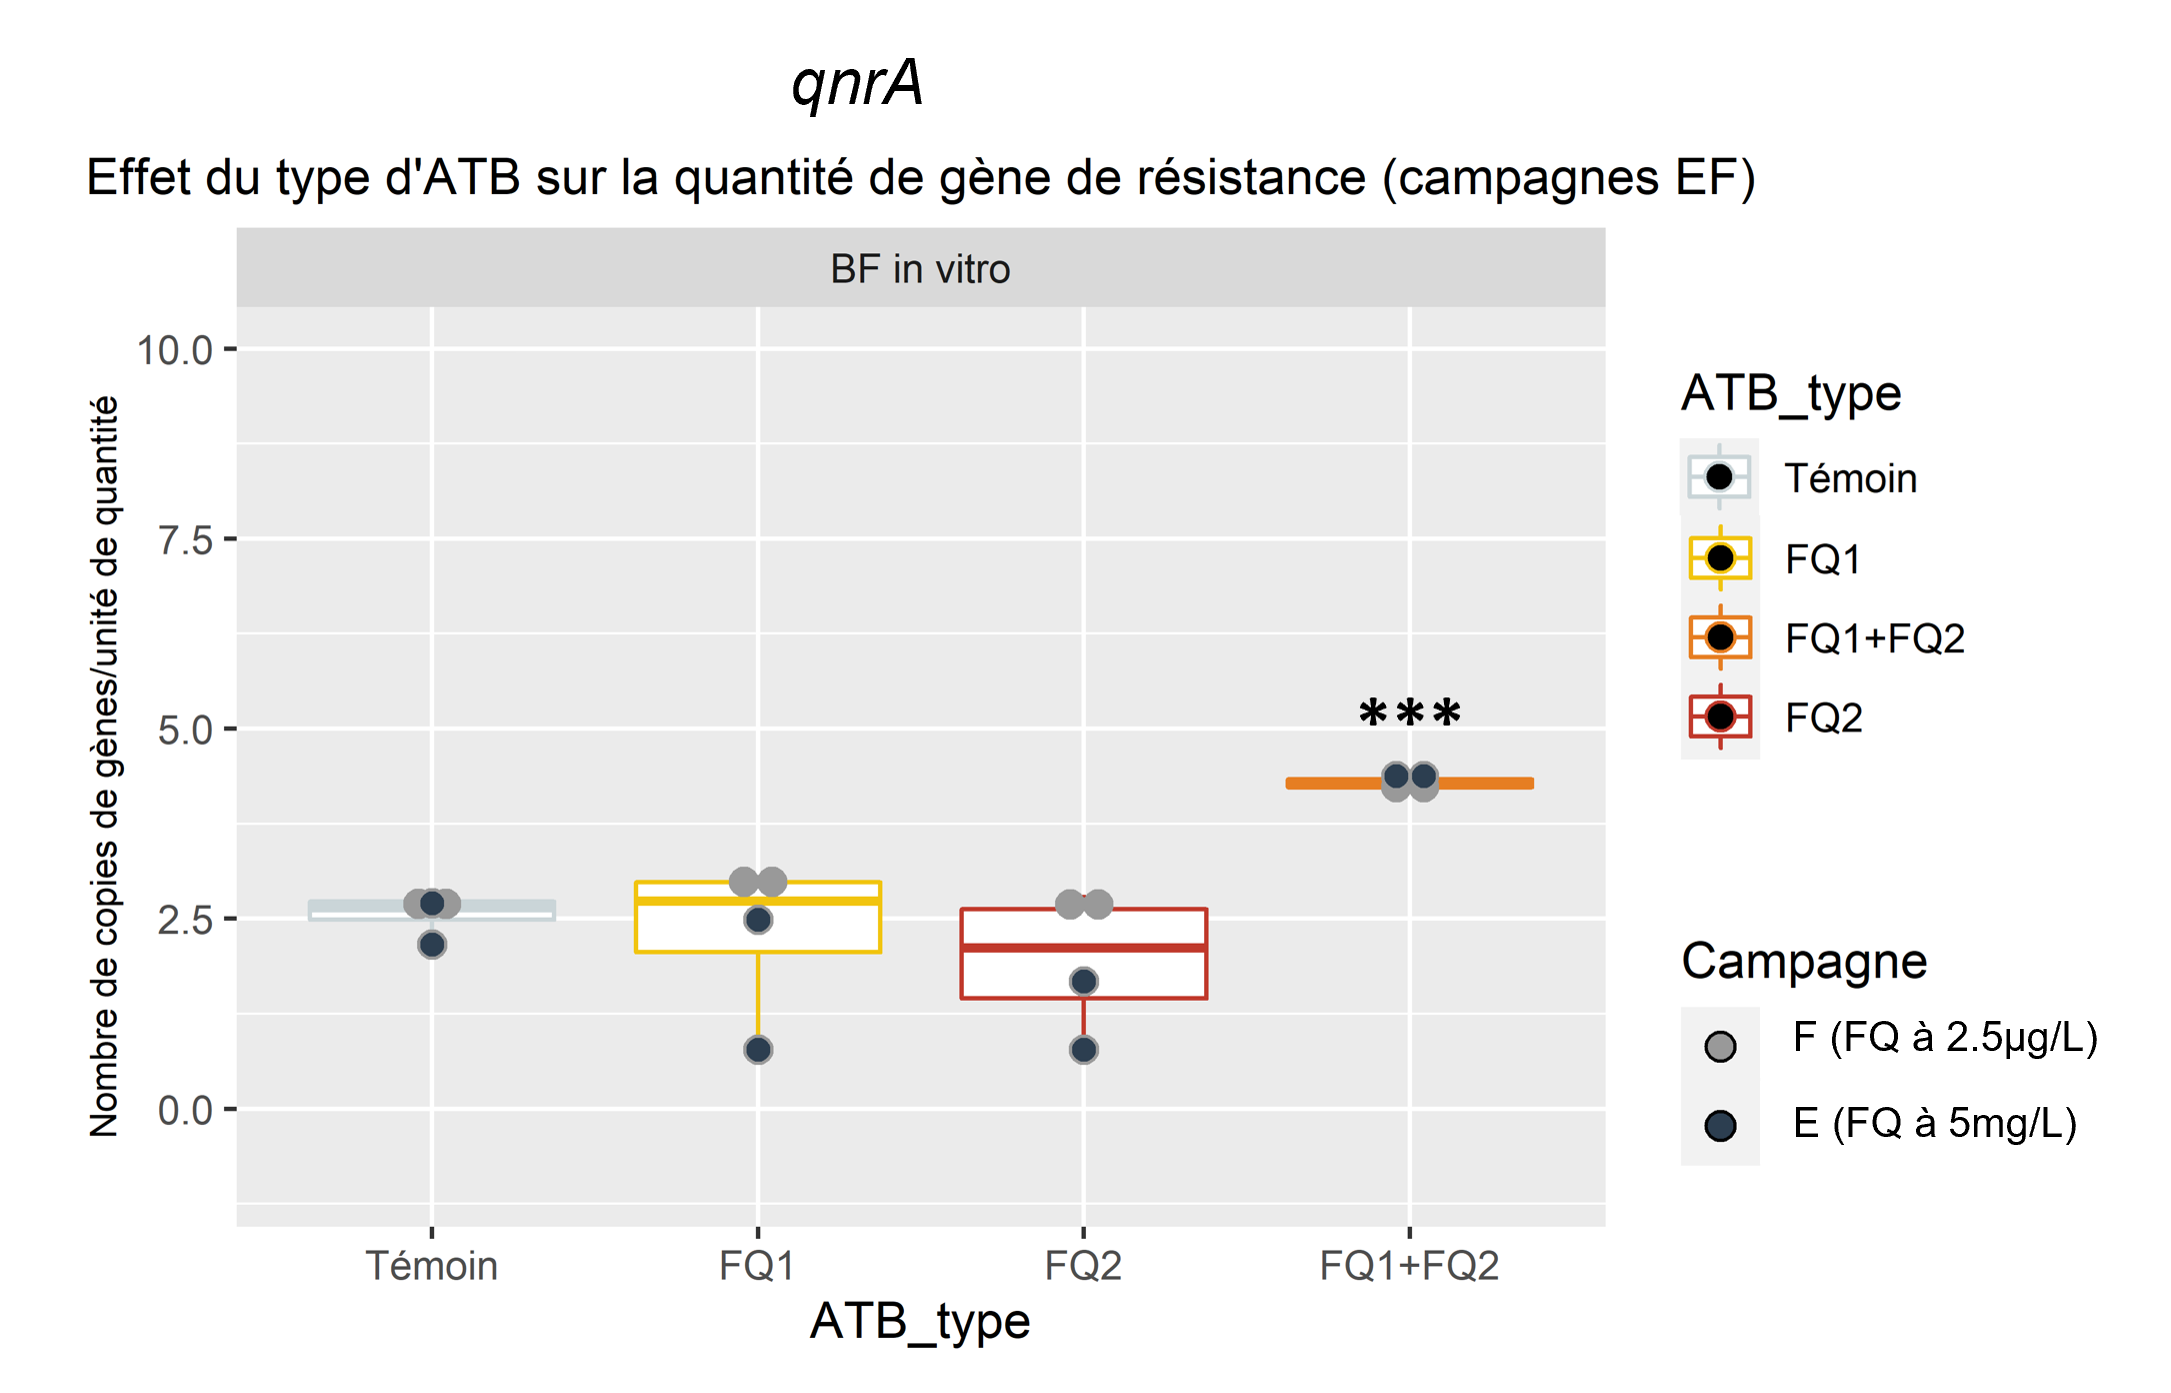 qnrA
Effet du type d'ATB sur la quantité de gène de résistance (campagnes EF)
BF in vitro
Nombre de copies de gènes/unité de quantité
10.0
7.5
5.0
2.5
0.0
***
Témoin
FQ1
FQ2
FQ1+FQ2
ATB_type
ATB_type
Témoin
FQ1
FQ1+FQ2
FQ2
Campagne
F (FQ à 2.5µg/L)
E (FQ à 5mg/L)